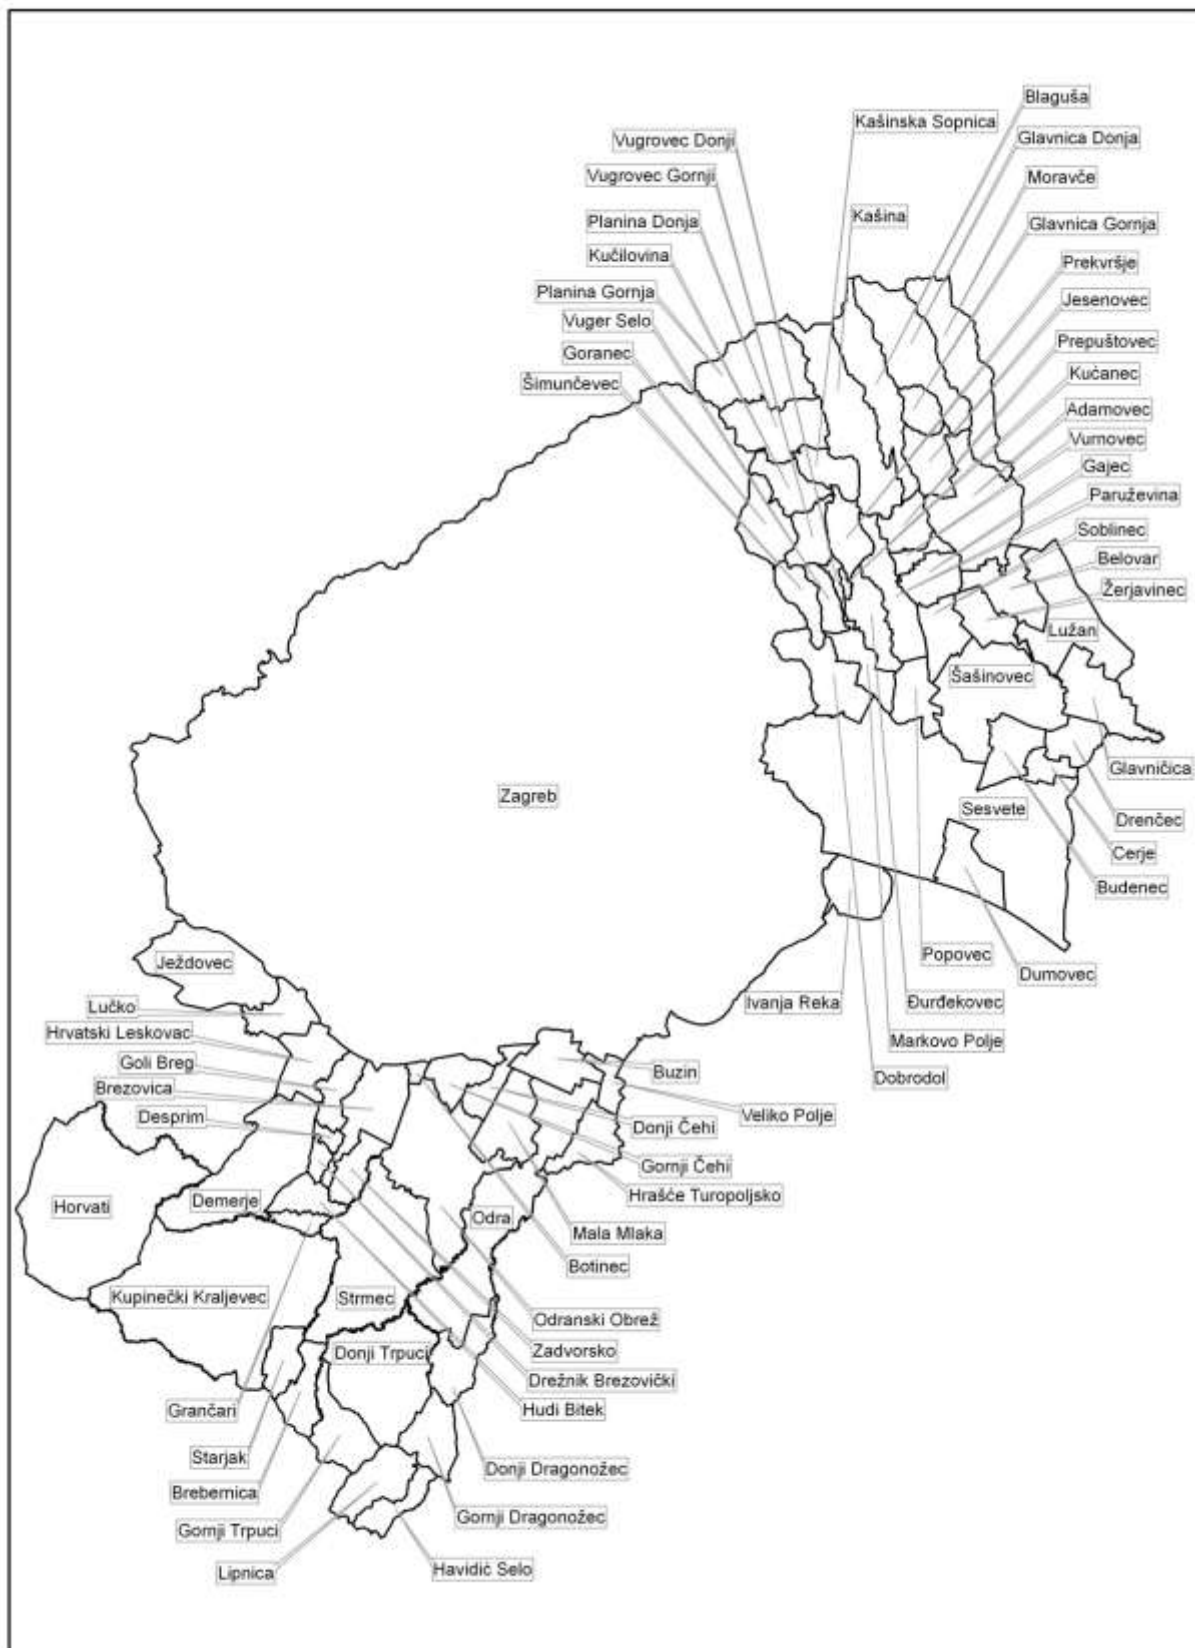 Blaguša
Kašinska Sopnica
Vugrovec Donji
Glavnica Donja
Vugrovec Gornji
Moravče
Planina Donja
Kašina
Glavnica Gornja
Kučilovina
Prekvršje
Planina Gornja
Jesenovec
Vuger Selo
Prepuštovec
Goranec
Kućanec
Šimunčevec
Adamovec
Vurnovec
Gajec
Paruževina
Soblinec
Belovar
Žerjavinec
Lužan
Šašinovec
Glavničica
Zagreb
Sesvete
Drenčec
Cerje
Budenec
Popovec
Dumovec
Ivanja Reka
Đurđekovec
Markovo Polje
Dobrodol
Ježdovec
Lučko
Hrvatski Leskovac
Goli Breg
Brezovica
Desprim
Buzin
Veliko Polje
Donji Čehi
Gornji Čehi
Hrašće Turopoljsko
Horvati
Demerje
Odra
Mala Mlaka
Botinec
Kupinečki Kraljevec
Strmec
Odranski Obrež
Donji Trpuci
Zadvorsko
Drežnik Brezovički
Grančari
Hudi Bitek
Starjak
Donji Dragonožec
Brebernica
Gornji Dragonožec
Gornji Trpuci
Lipnica
Havidić Selo